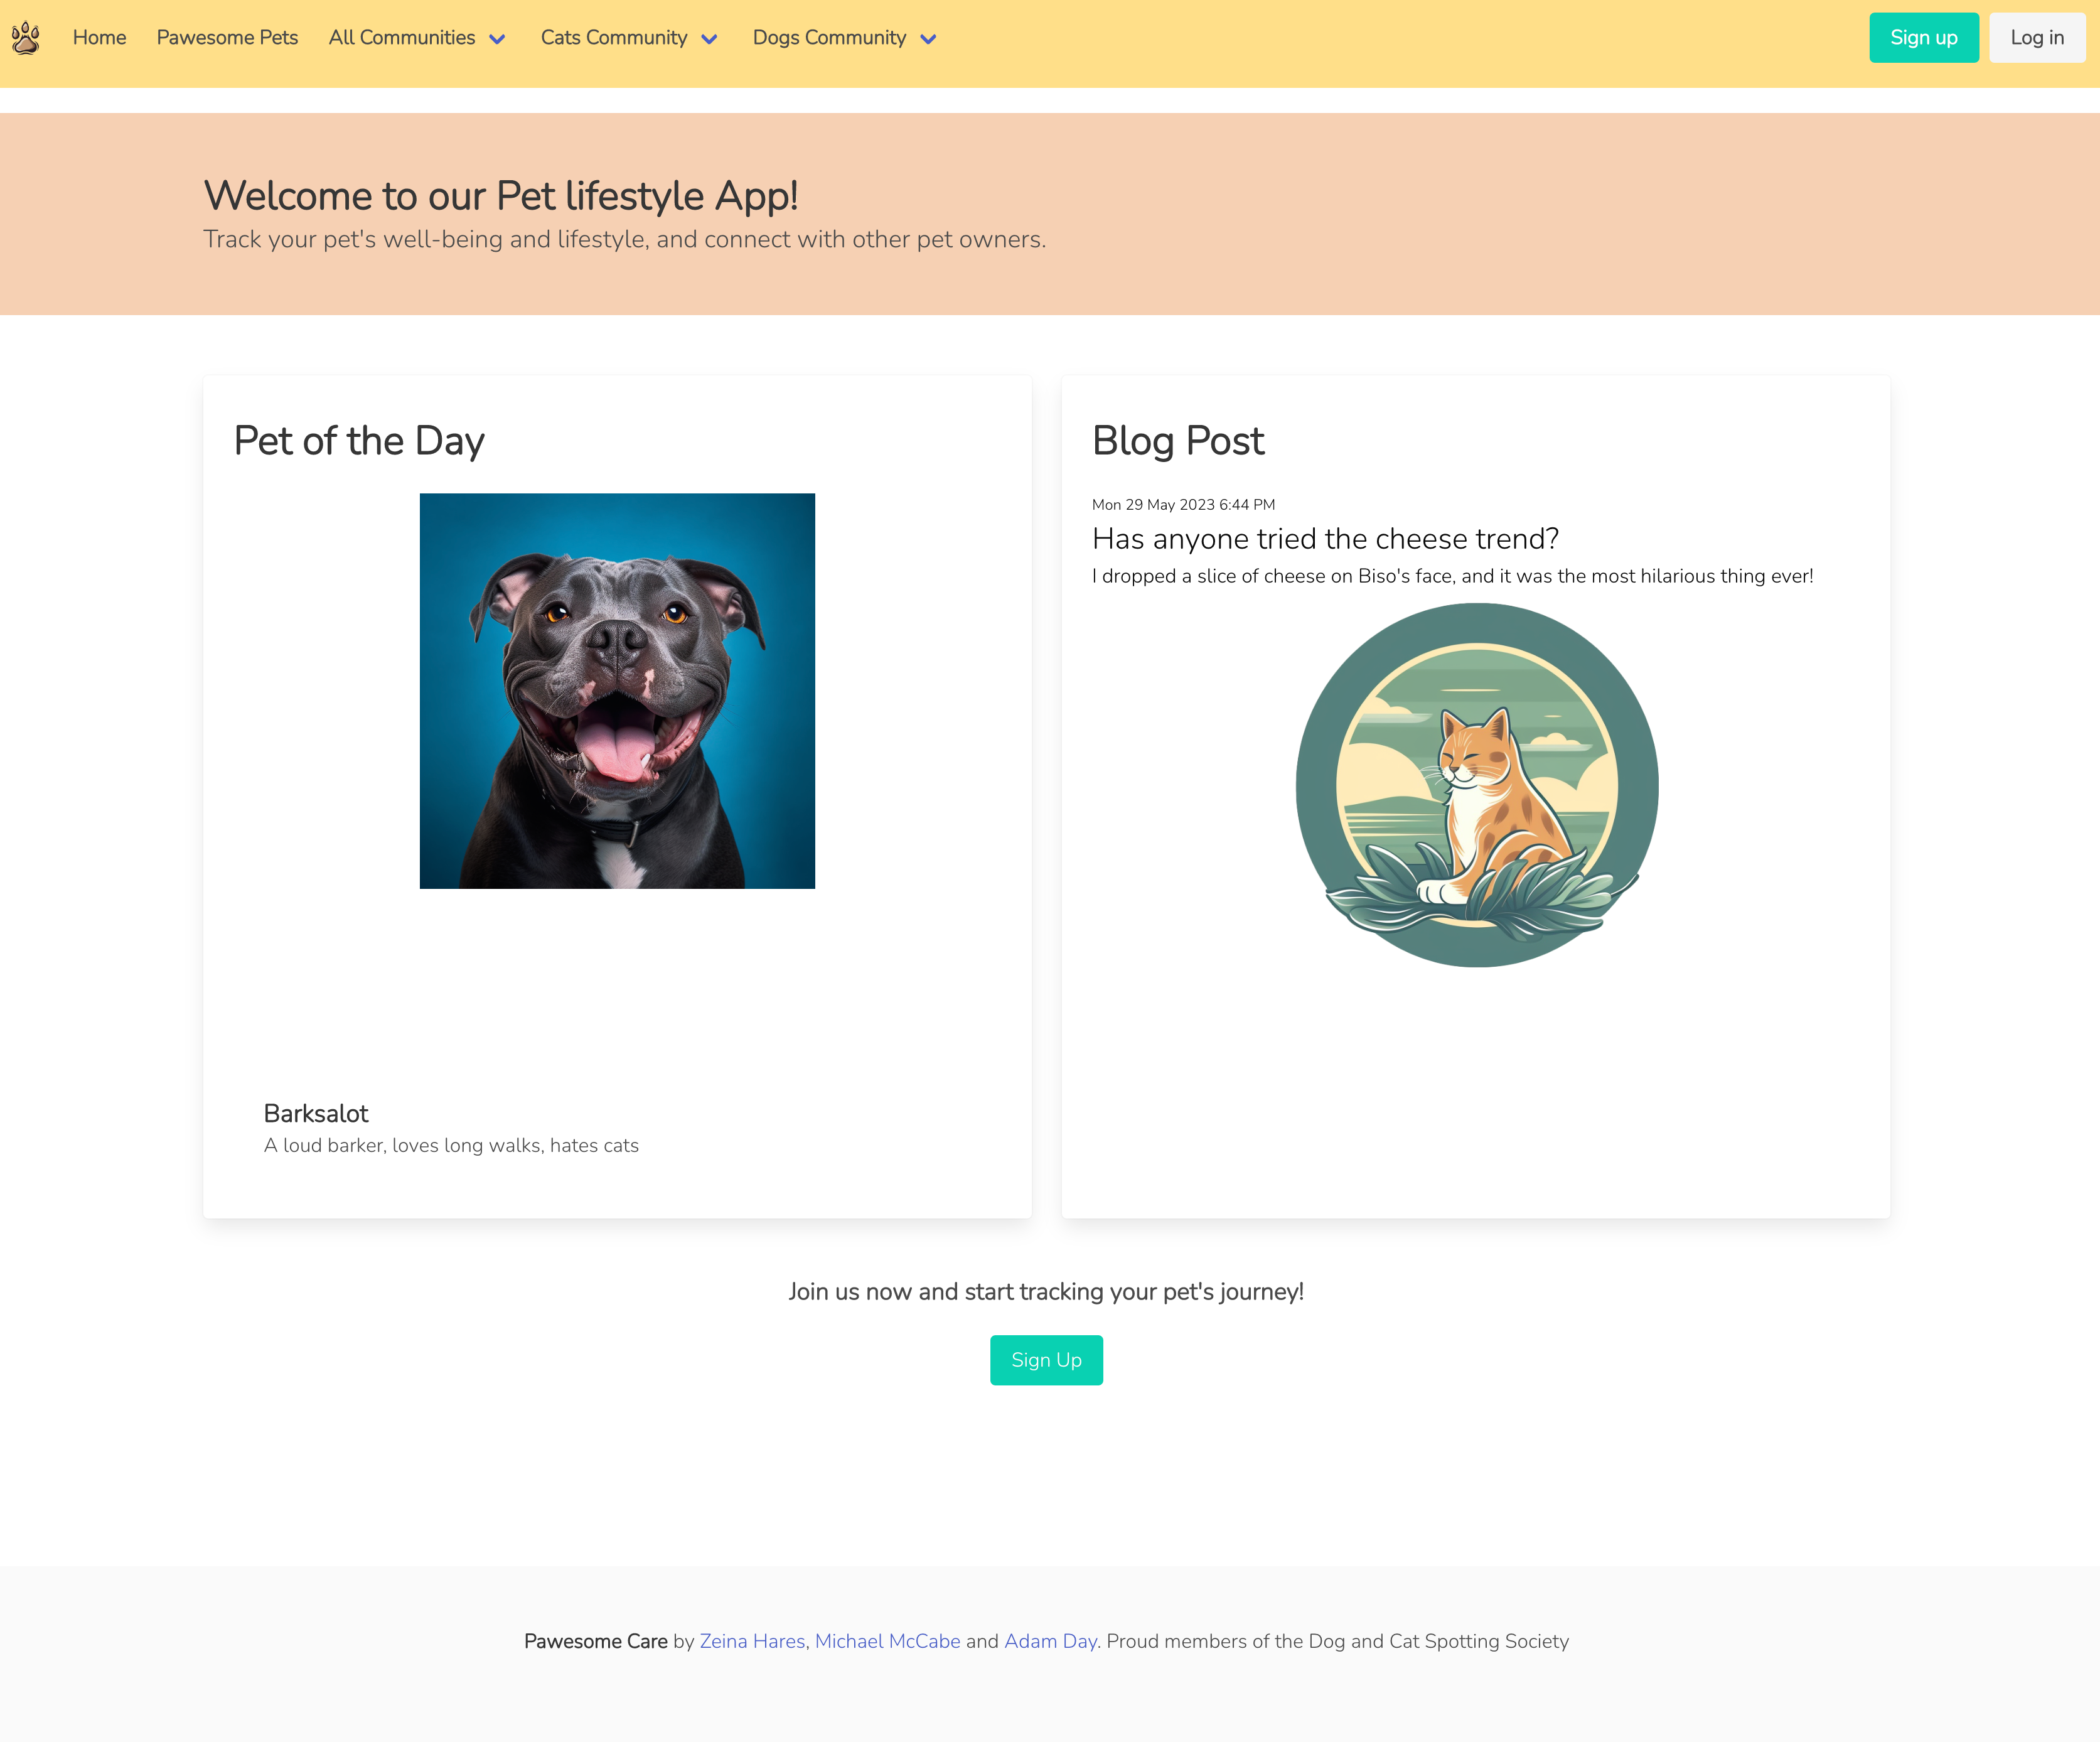 Home Pawesome Pets All Communities Cats Community Dogs Community Sign up Log in
Welcome to our Pet lifestyle App!
Track your pet's well-being and lifestyle, and connect with other pet owners.
Pet of the Day
Barksalot
A loud barker, loves long walks, hates cats
Blog Post
Mon 29 May 2023 6:44 PM
Has anyone tried the cheese trend?
I dropped a slice of cheese on Biso's face, and it was the most hilarious thing ever!
Join us now and start tracking your pet's journey!
Sign Up
Pawesome Care by Zeina Hares, Michael McCabe and Adam Day. Proud members of the Dog and Cat Spotting Society